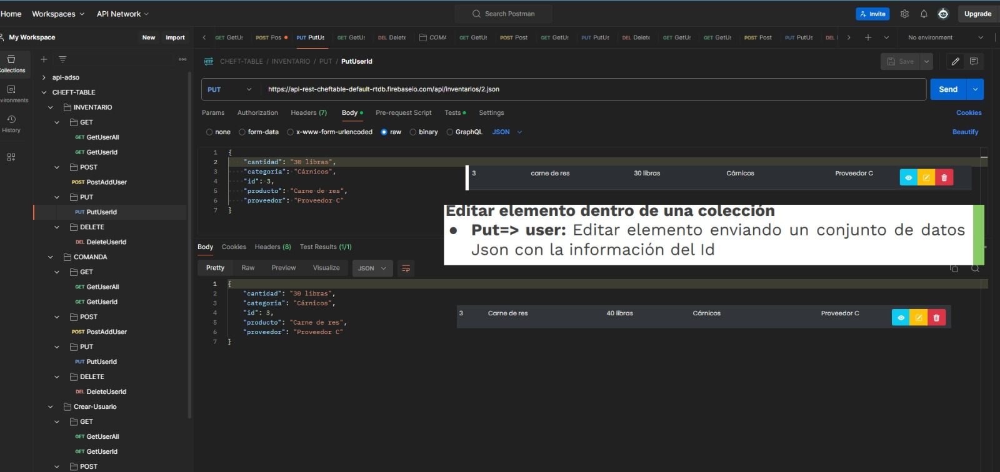 Home Workspaces API Network Search Postman Invite Upgrade
My Workspace New Import GET GetUs POST Pos PUT PutUs GET GetUs DEL Delete COMA GET GetUs POST Post GET GetUs PUT PutUs DEL Delete GET GetUs GET GetUs POST Post PUT PutUs DEL No environment
Collections
CHEFT-TABLE / INVENTARIO / PUT / PutUserId Save
api-adso
CHEFT-TABLE
INVENTARIO
GET
GET GetUserAll
GET GetUserId
POST
POST PostAddUser
PUT
PUT PutUserId
DELETE
DEL DeleteUserId
COMANDA
GET
GET GetUserAll
GET GetUserId
POST
POST PostAddUser
PUT
PUT PutUserId
DELETE
DEL DeleteUserId
Crear-Usuario
GET
GET GetUserAll
GET GetUserId
POST
vironments
History
PUT https://api-rest-cheftable-default-rtdb.firebaseio.com/api/inventarios/2.json Send
Params Authorization Headers (7) Body Pre-request Script Tests Settings Cookies
none form-data x-www-form-urlencoded raw binary GraphQL JSON Beautify
1 {
2 "cantidad": "30 libras",
3 "categoria": "Cárnicos",
4 "id": 3,
5 "producto": "Carne de res",
6 "proveedor": "Proveedor C"
7 }
3 carne de res 30 libras Cárnicos Proveedor C
Editar elemento dentro de una colección
● Put=> user: Editar elemento enviando un conjunto de datos
Json con la información del Id
Body Cookies Headers (8) Test Results (1/1)
Pretty Raw Preview Visualize JSON
1 {
2 "cantidad": "30 libras",
3 "categoria": "Cárnicos",
4 "id": 3,
5 "producto": "Carne de res",
6 "proveedor": "Proveedor C"
7 }
3 Carne de res 40 libras Cárnicos Proveedor C